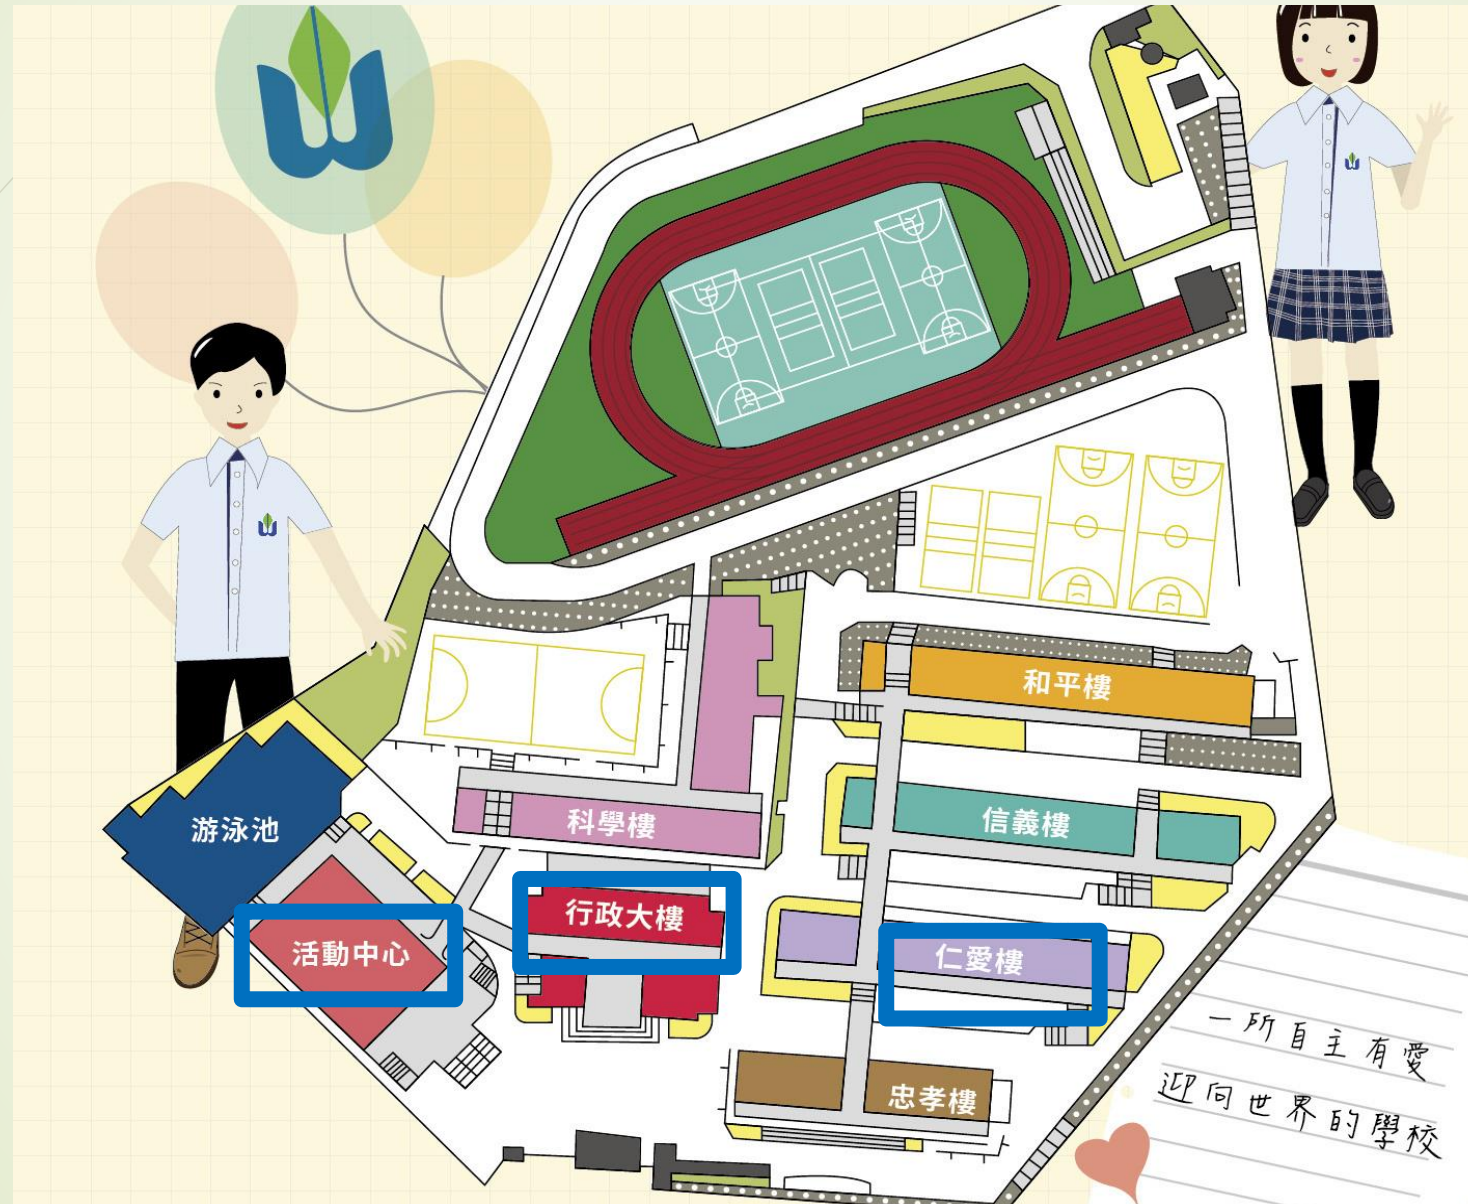 和平樓
信義樓
科學樓
游泳池
行政大樓
活動中心
仁愛樓
忠孝樓
一所自主有愛
迎向世界的學校